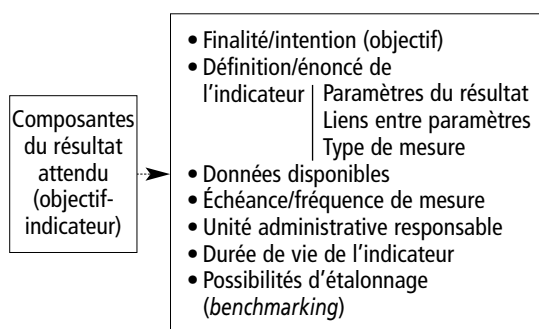 Composantes
du résultat
attendu
(objectif-
indicateur)
• Finalité/intention (objectif)
• Définition/énoncé de
l’indicateur
Paramètres du résultat
Liens entre paramètres
Type de mesure
• Données disponibles
• Échéance/fréquence de mesure
• Unité administrative responsable
• Durée de vie de l’indicateur
• Possibilités d’étalonnage
(benchmarking)